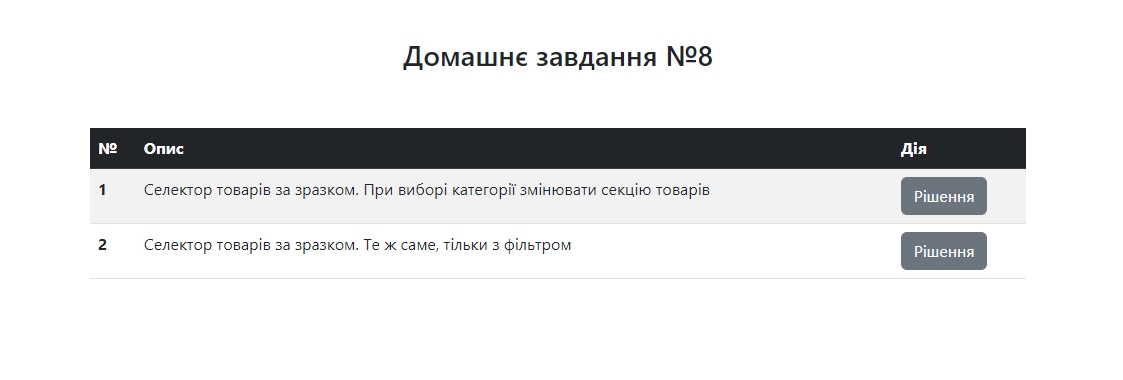 Домашнє завдання №8
№ Опис Дія
1 Селектор товарів за зразком. При виборі категорії змінювати секцію товарів Рішення
2 Селектор товарів за зразком. Те ж саме, тільки з фільтром Рішення